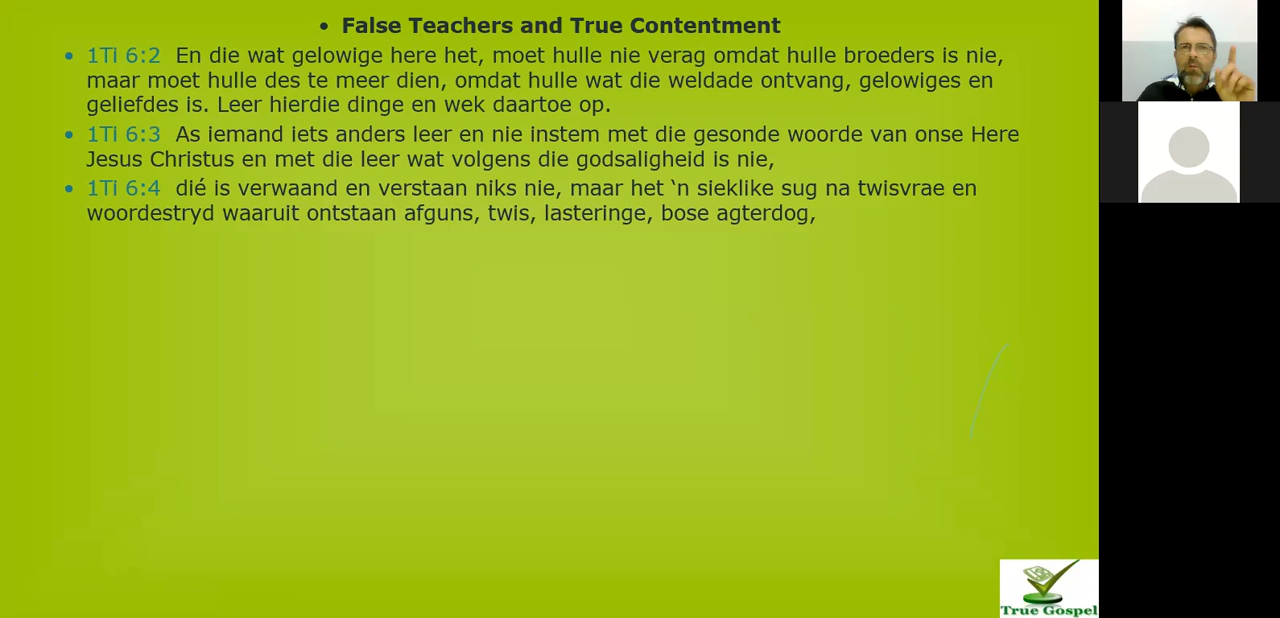 • False Teachers and True Contentment
• 1Ti 6:2 En die wat gelowige here het, moet hulle nie verag omdat hulle broeders is nie,
maar moet hulle des te meer dien, omdat hulle wat die weldade ontvang, gelowiges en
geliefdes is. Leer hierdie dinge en wek daartoe op.
• 1Ti 6:3 As iemand iets anders leer en nie instem met die gesonde woorde van onse Here
Jesus Christus en met die leer wat volgens die godsaligheid is nie,
• 1Ti 6:4 dié is verwaand en verstaan niks nie, maar het ‘n sieklike sug na twisvrae en
woordestryd waaruit ontstaan afguns, twis, lasteringe, bose agterdog,
True Gospel